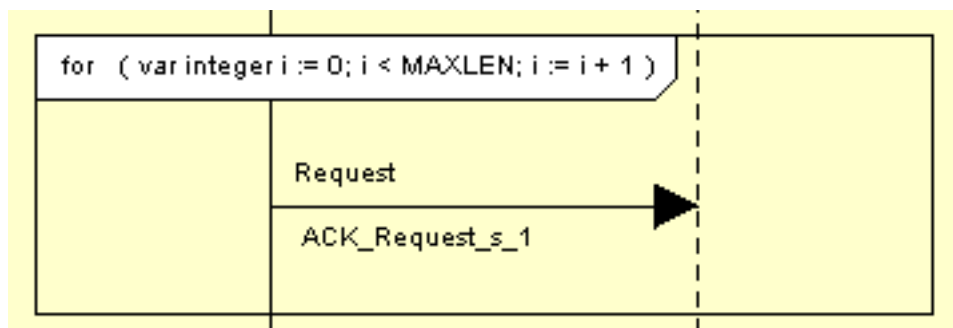 for ( var integer i := 0; i < MAXLEN; i := i + 1 )
Request
ACK_Request_s_1